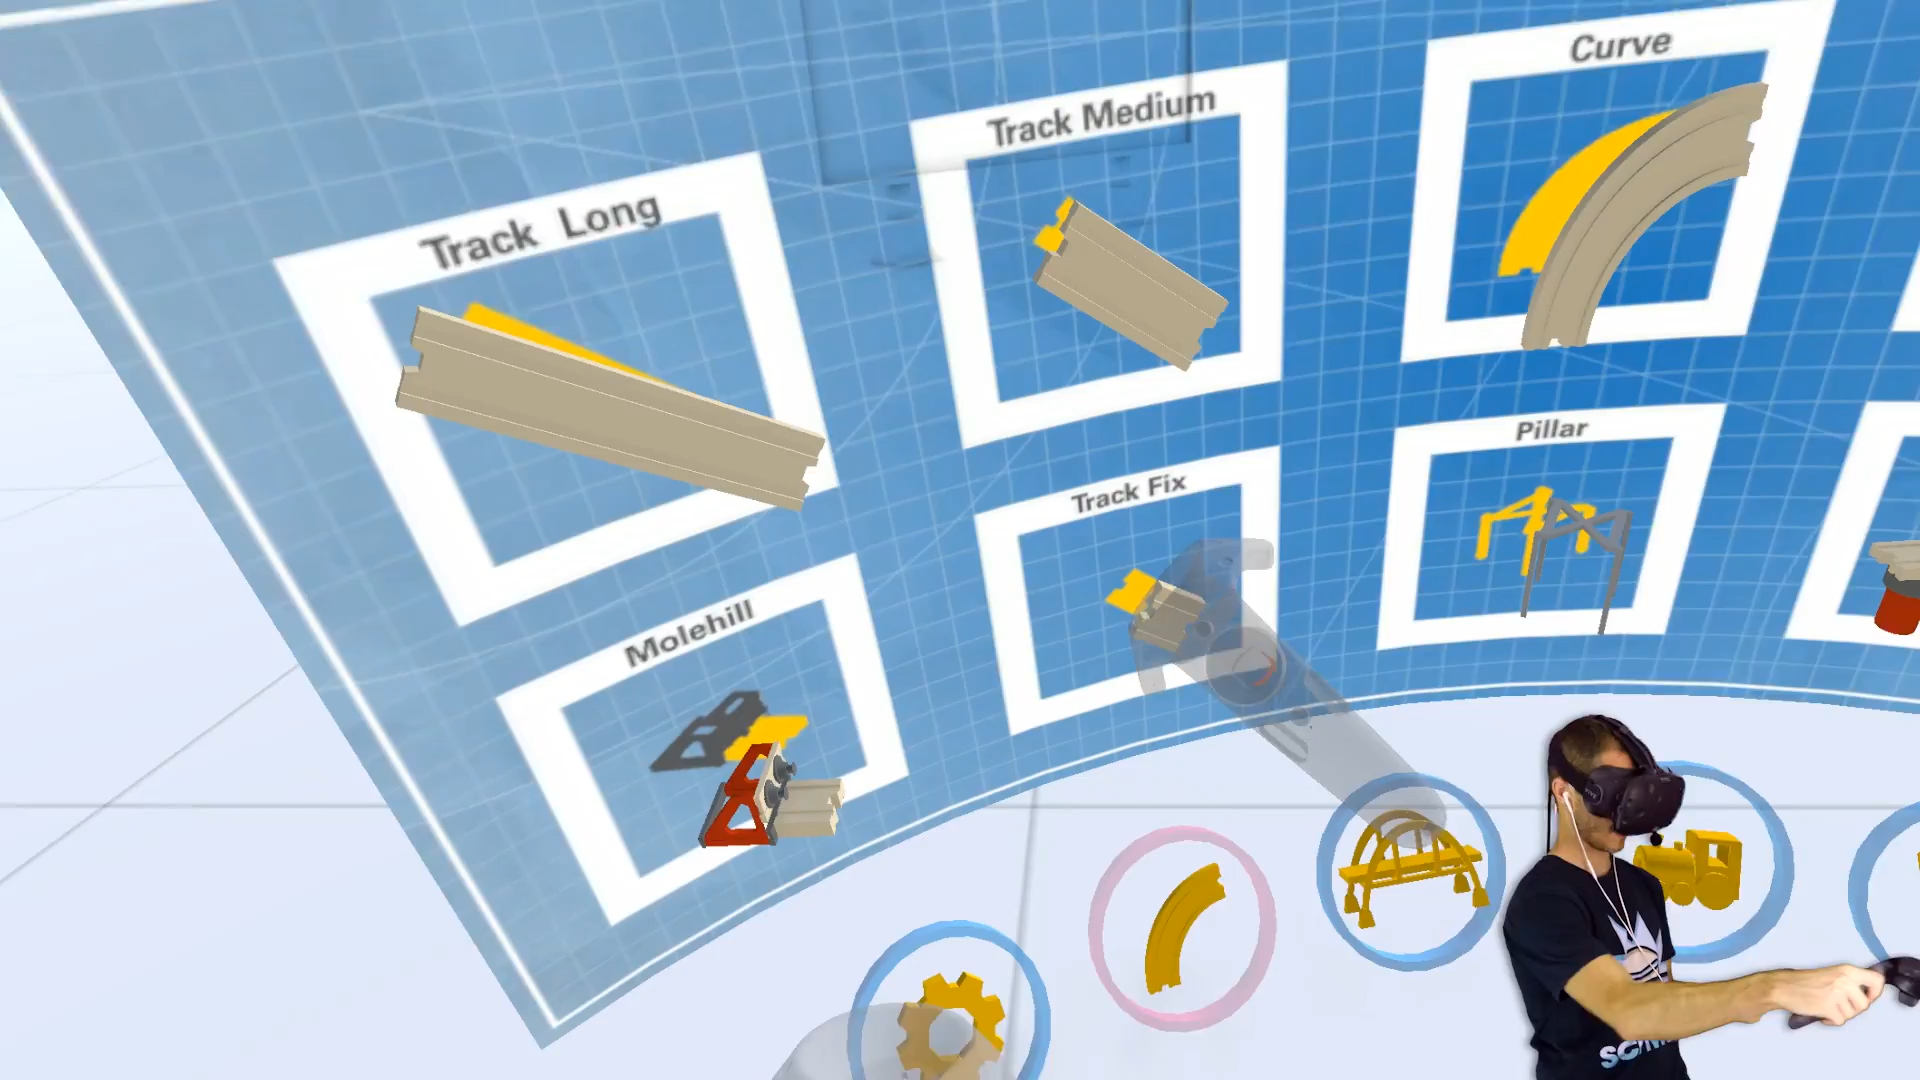 Curve
Track Medium
Track Long
Pillar
Track Fix
Molehill